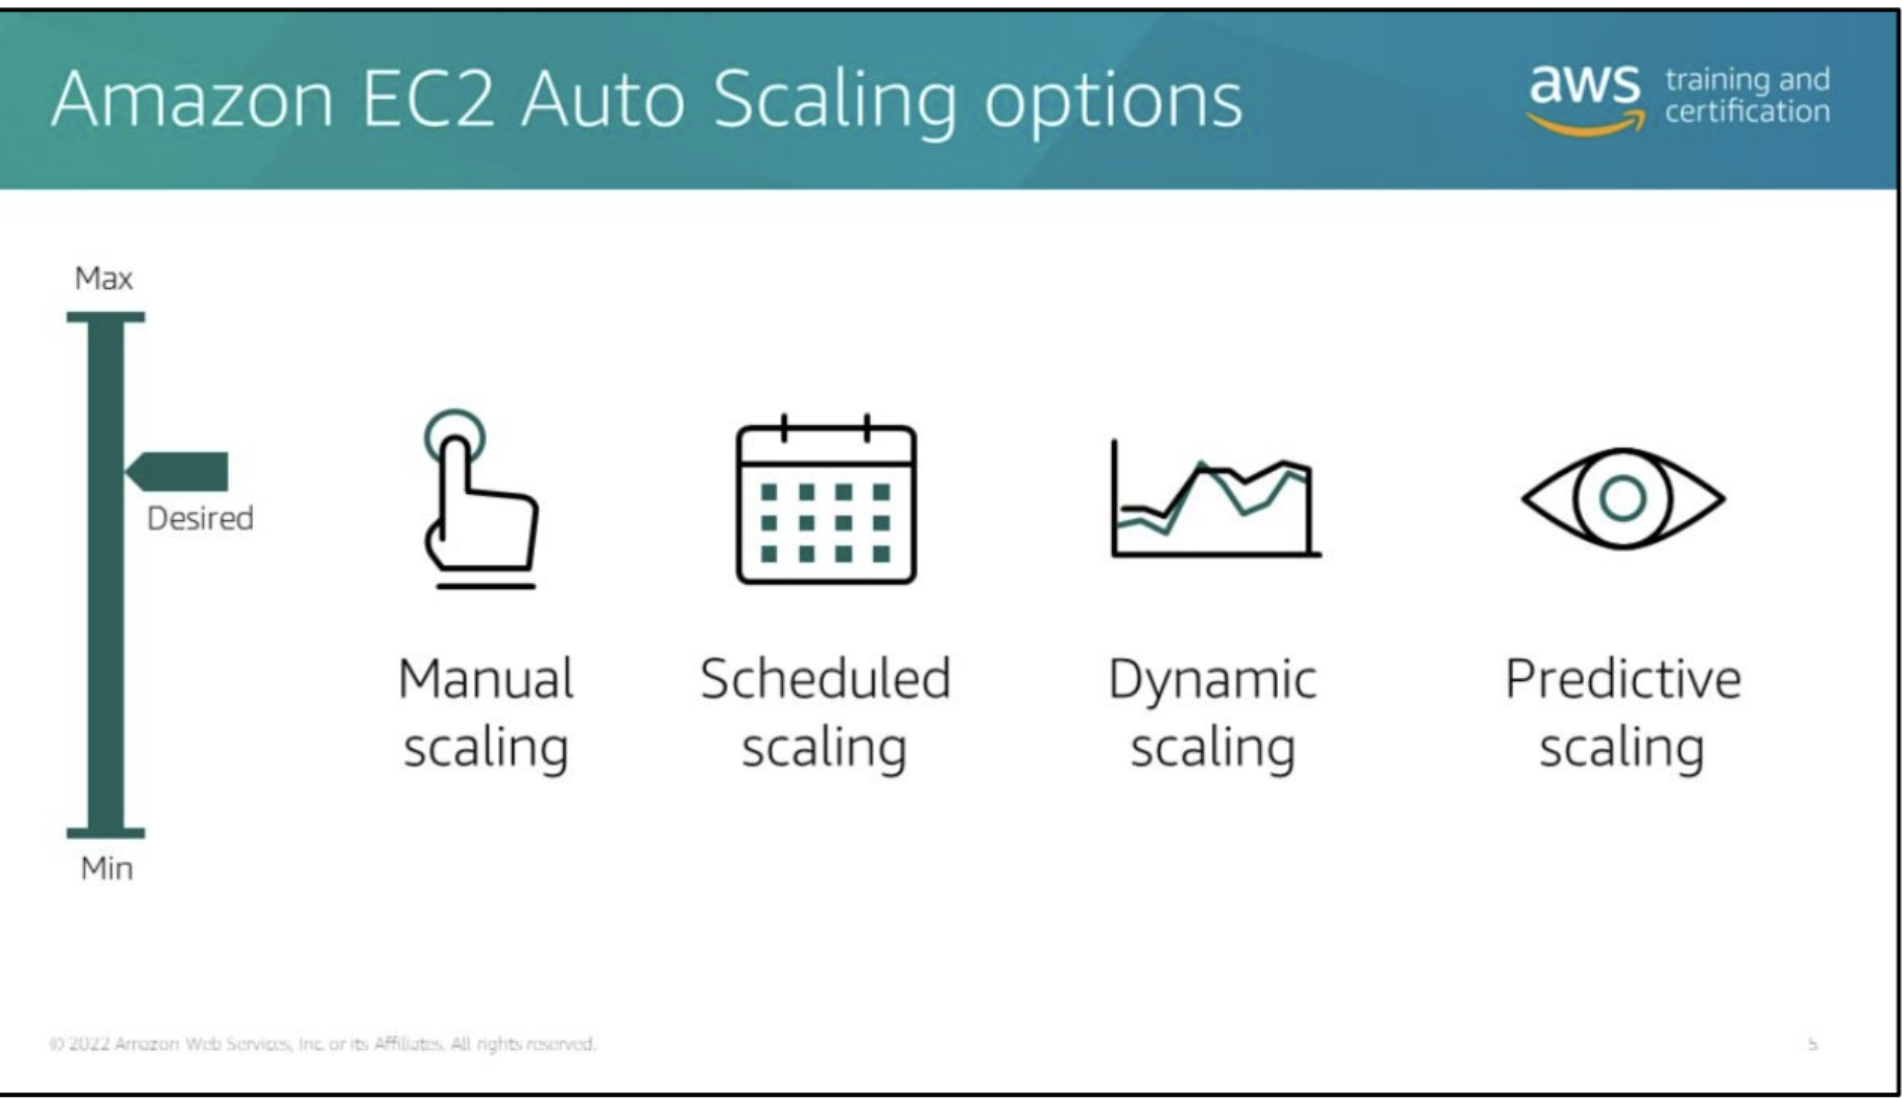 Amazon EC2 Auto Scaling options
aws training and
certification
Max
Desired
Min
Manual
scaling
Scheduled
scaling
Dynamic
scaling
Predictive
scaling
© 2022 Amazon Web Services, Inc. or its Affiliates. All rights reserved.
5